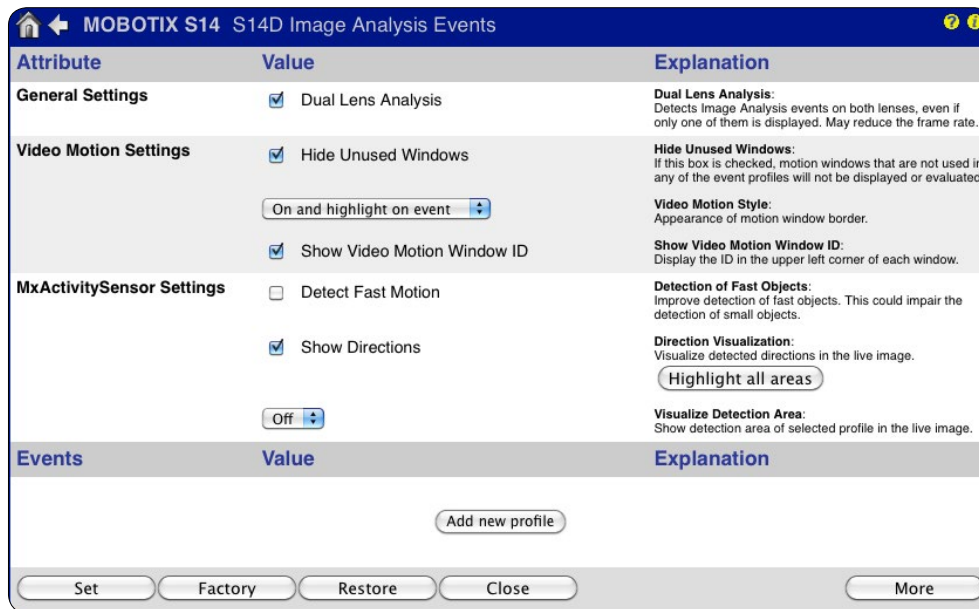 MOBOTIX S14 S14D Image Analysis Events
Attribute Value Explanation
General Settings
Dual Lens Analysis
Dual Lens Analysis:
Detects Image Analysis events on both lenses, even if
only one of them is displayed. May reduce the frame rate.
Video Motion Settings
Hide Unused Windows
Hide Unused Windows:
If this box is checked, motion windows that are not used in
any of the event profiles will not be displayed or evaluated
On and highlight on event
Video Motion Style:
Appearance of motion window border.
Show Video Motion Window ID
Show Video Motion Window ID:
Display the ID in the upper left corner of each window.
MxActivitySensor Settings
Detect Fast Motion
Detection of Fast Objects:
Improve detection of fast objects. This could impair the
detection of small objects.
Show Directions
Direction Visualization:
Visualize detected directions in the live image.
Highlight all areas
Off
Visualize Detection Area:
Show detection area of selected profile in the live image.
Events Value Explanation
Add new profile
Set Factory Restore Close More